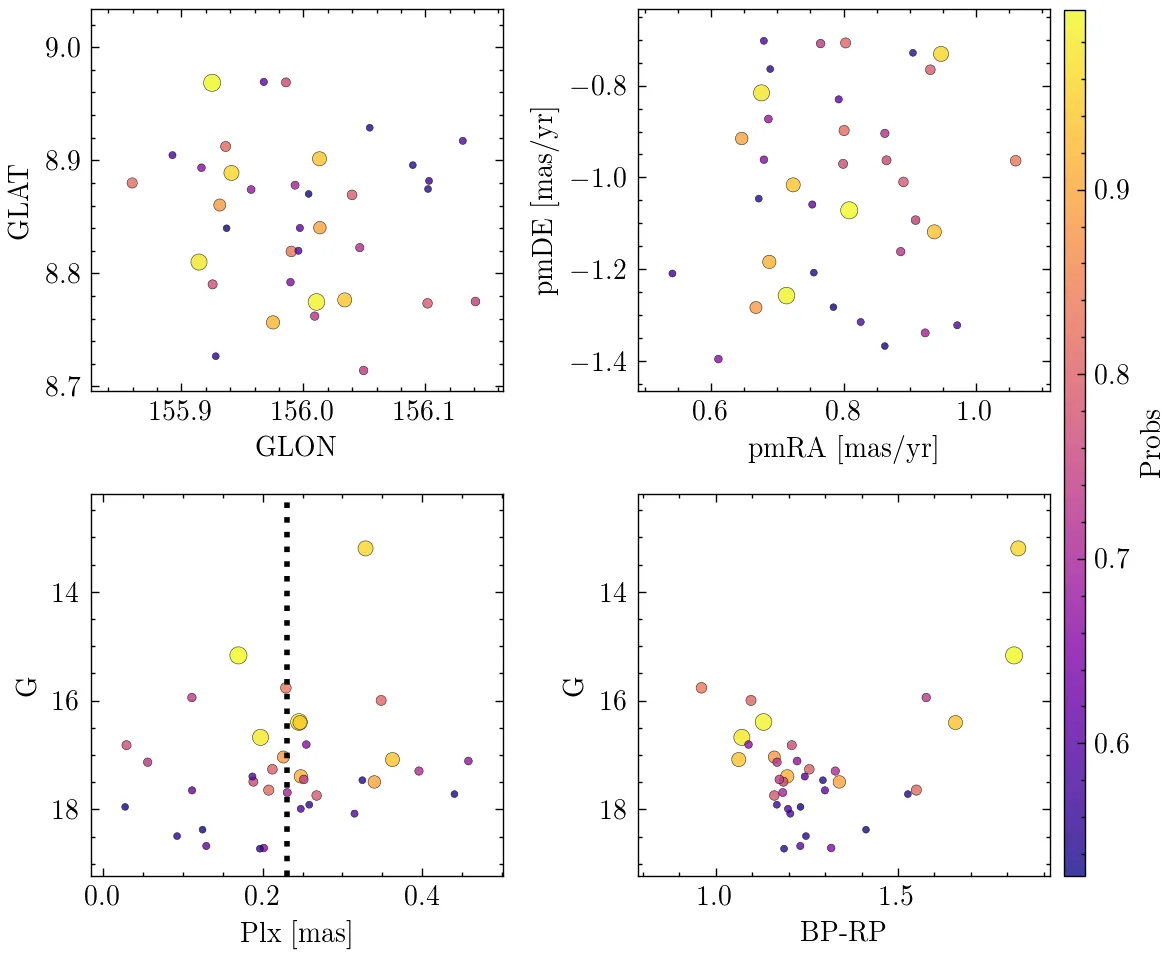 9.0
8.9
8.8
8.7
GLAT
155.9 156.0 156.1
GLON
−0.8
−1.0
−1.2
−1.4
pmDE [mas/yr]
0.6 0.8 1.0
pmRA [mas/yr]
14
16
18
G
0.0 0.2 0.4
Plx [mas]
14
16
18
G
1.0 1.5
BP-RP
0.9
0.8
0.7
0.6
Probs